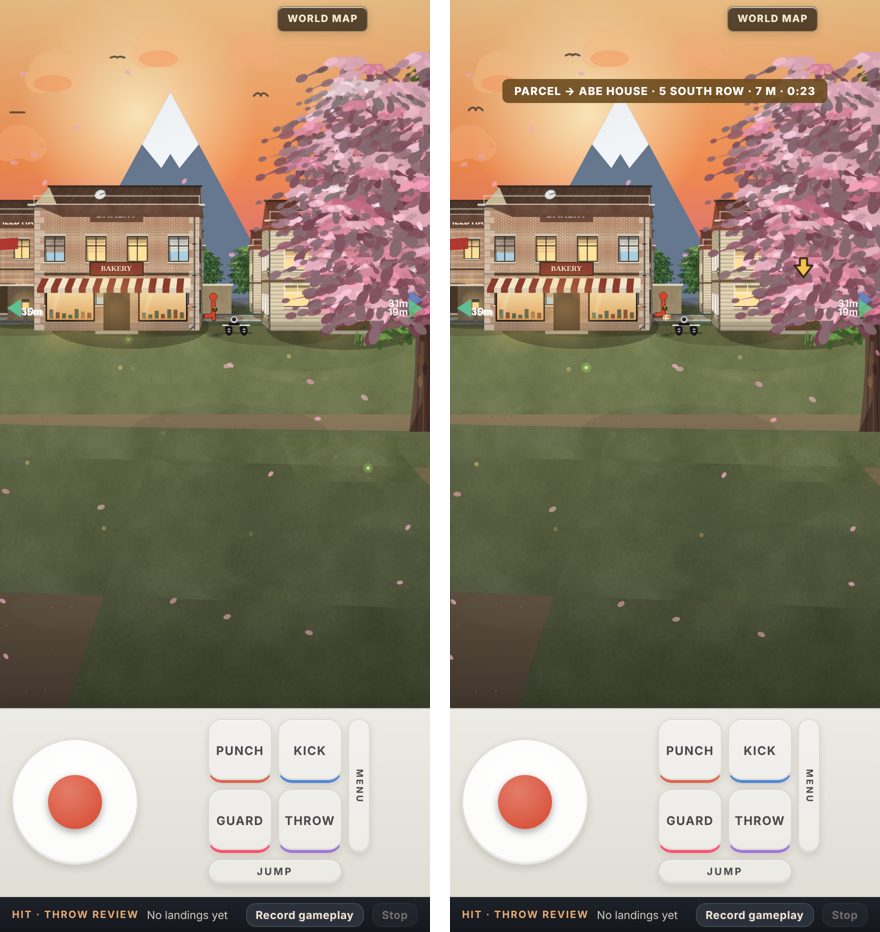 WORLD MAP
BAKERY
BAKERY
35m
31m
19m
PUNCH
KICK
GUARD
THROW
MENU
JUMP
HIT · THROW REVIEW No landings yet Record gameplay Stop
WORLD MAP
PARCEL → ABE HOUSE · 5 SOUTH ROW · 7 M · 0:23
BAKERY
BAKERY
31m
19m
PUNCH
KICK
GUARD
THROW
MENU
JUMP
HIT · THROW REVIEW No landings yet Record gameplay Stop